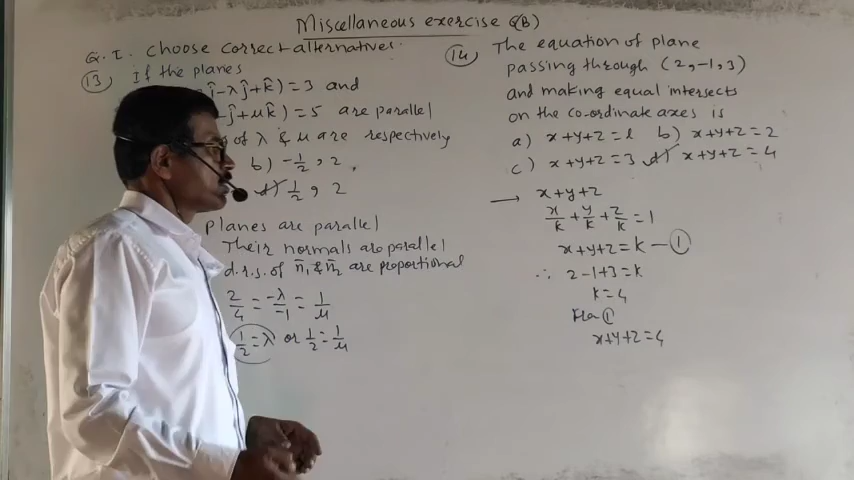 Miscellaneous exercise 6(B)
Q. I. Choose correct alternatives.
13) If the planes
ĵ-λĵ+k̂)=3 and
-ĵ+μk̂)=5 are parallel
of λ & μ are respectively
b) -1/2, 2
d) 1/2, 2
planes are parallel
Their normals are parallel
d.r.s. of n̄1 & n̄2 are proportional
2/4 = -λ/-1 = 1/μ
1/2 = λ or 1/2 = 1/μ
14) The equation of plane
passing through (2,-1,3)
and making equal intersects
on the co-ordinate axes is
a) x+y+z=1 b) x+y+z=2
c) x+y+z=3 d) x+y+z=4
→ x+y+z
x/k + y/k + z/k = 1
x+y+z=k — 1
∴ 2-1+3=k
k=4
1
x+y+z=4